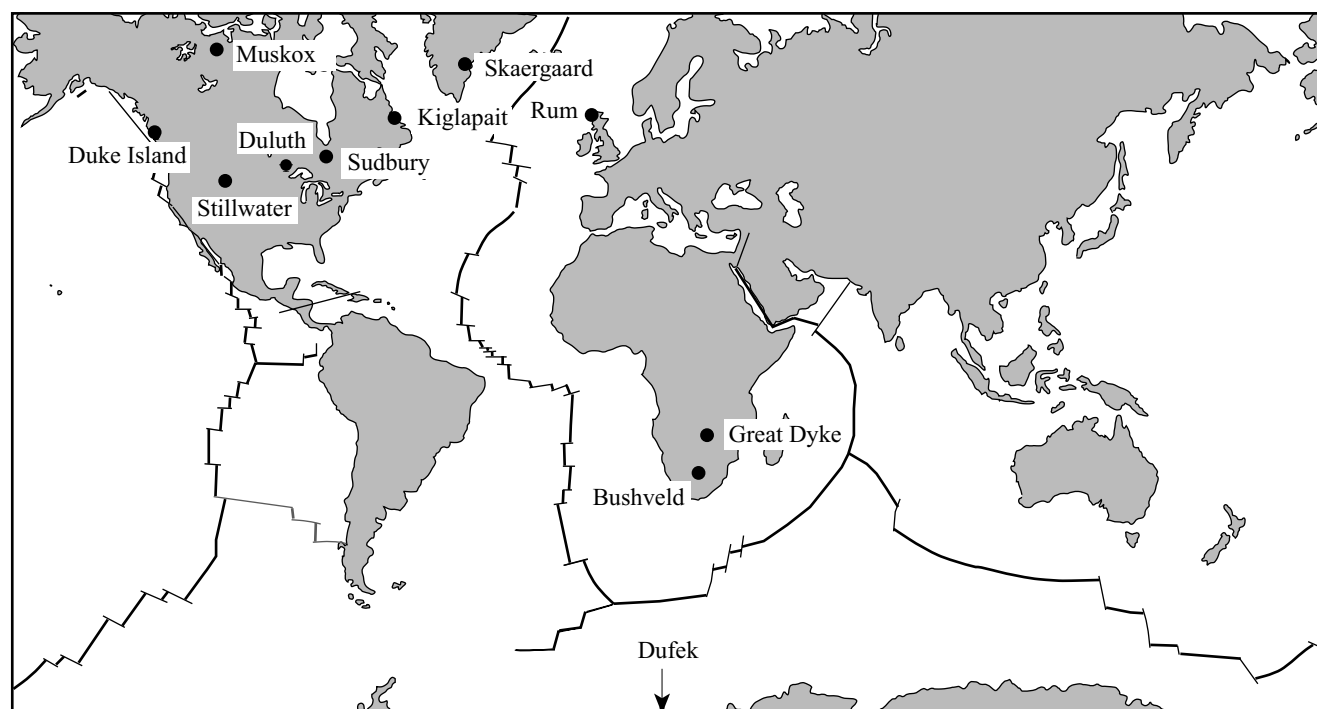 Muskox
Skaergaard
Rum
Kiglapait
Duluth
Duke Island
Sudbury
Stillwater
Great Dyke
Bushveld
Dufek